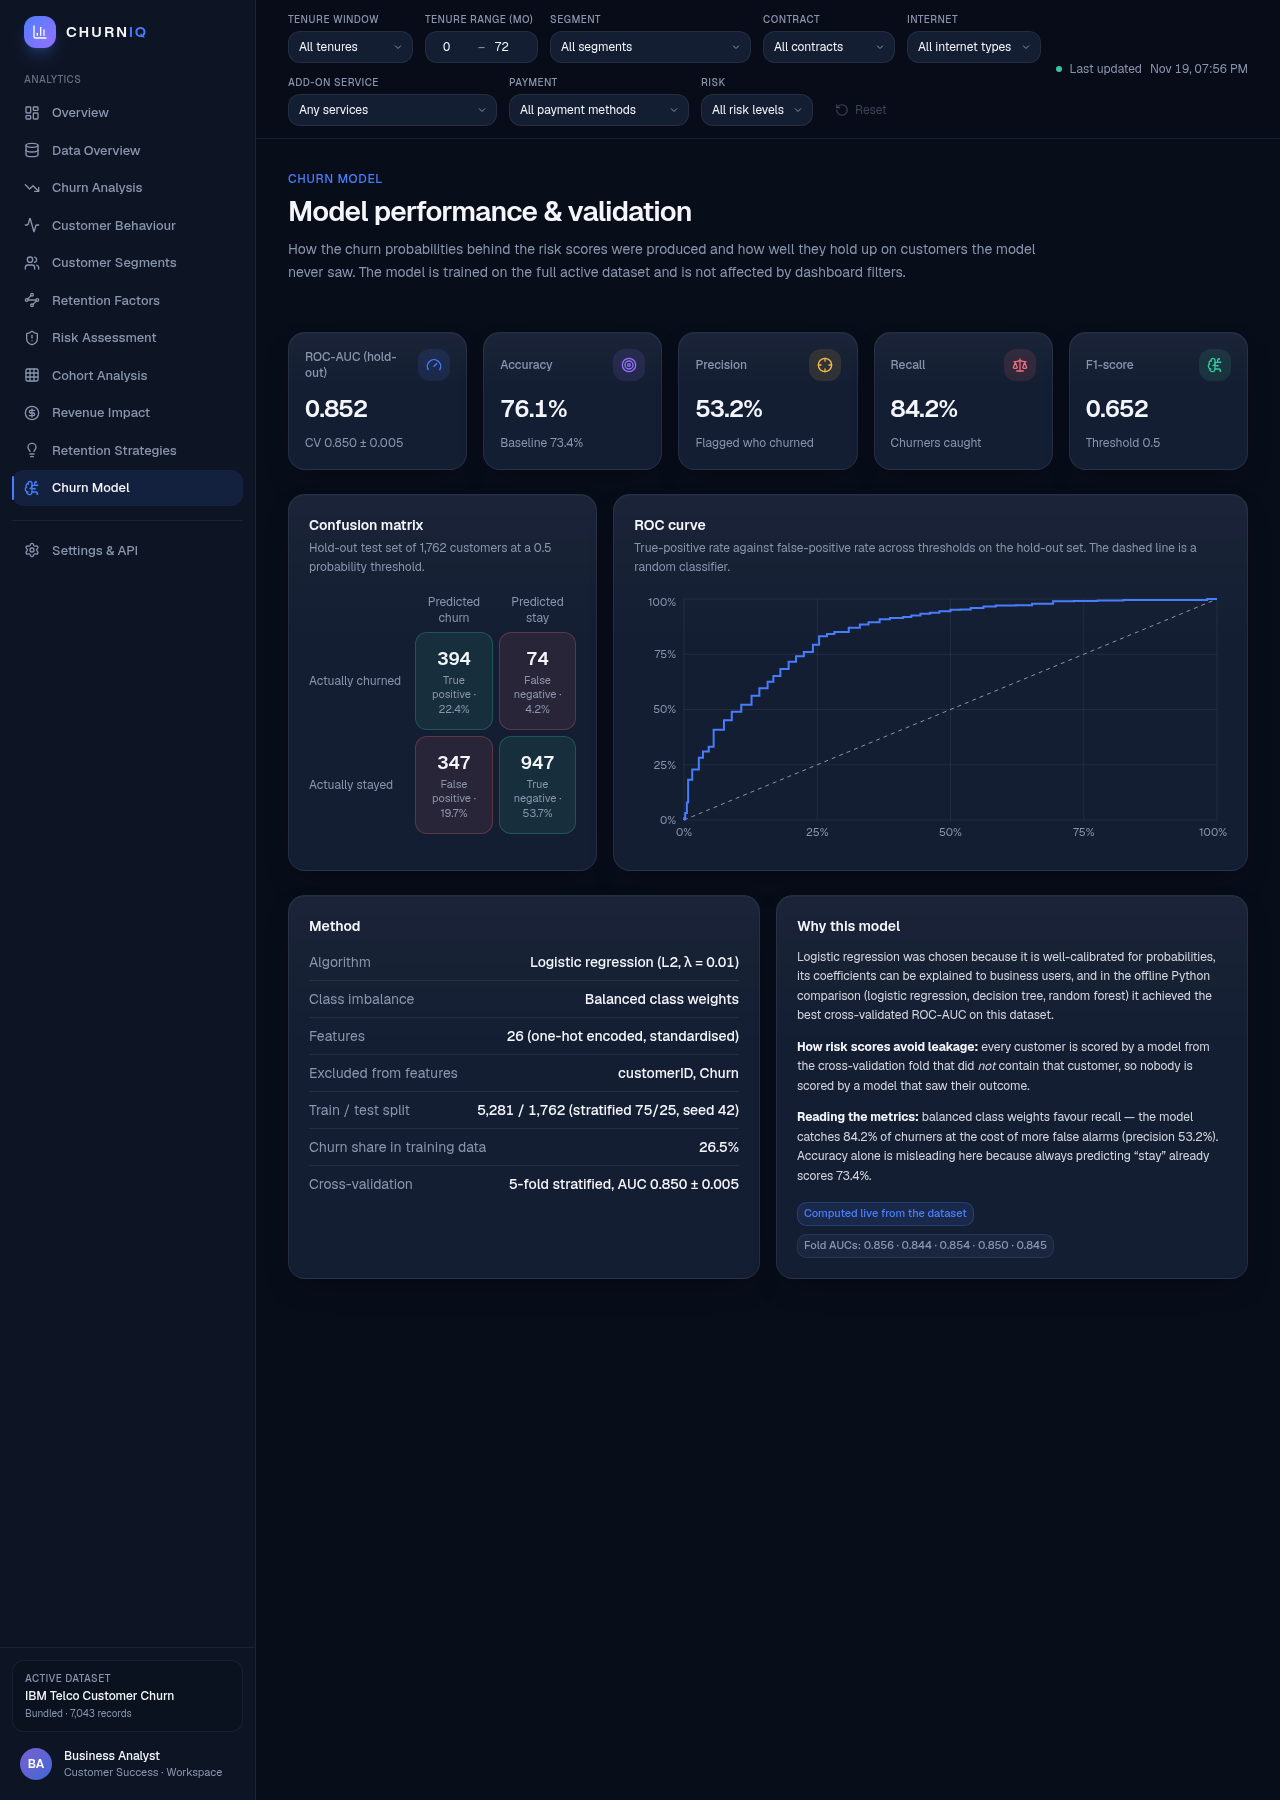 CHURNIQ
ANALYTICS
Overview
Data Overview
Churn Analysis
Customer Behaviour
Customer Segments
Retention Factors
Risk Assessment
Cohort Analysis
Revenue Impact
Retention Strategies
Churn Model
Settings & API
ACTIVE DATASET
IBM Telco Customer Churn
Bundled · 7,043 records
BA
Business Analyst
Customer Success · Workspace
TENURE WINDOW
All tenures
TENURE RANGE (MO)
0 – 72
SEGMENT
All segments
CONTRACT
All contracts
INTERNET
All internet types
ADD-ON SERVICE
Any services
PAYMENT
All payment methods
RISK
All risk levels
Reset
Last updated Nov 19, 07:56 PM
CHURN MODEL
Model performance & validation
How the churn probabilities behind the risk scores were produced and how well they hold up on customers the model
never saw. The model is trained on the full active dataset and is not affected by dashboard filters.
ROC-AUC (hold-
out)
0.852
CV 0.850 ± 0.005
Accuracy
76.1%
Baseline 73.4%
Precision
53.2%
Flagged who churned
Recall
84.2%
Churners caught
F1-score
0.652
Threshold 0.5
Confusion matrix
Hold-out test set of 1,762 customers at a 0.5
probability threshold.
Predicted
churn
Predicted
stay
Actually churned
394
True
positive ·
22.4%
74
False
negative ·
4.2%
Actually stayed
347
False
positive ·
19.7%
947
True
negative ·
53.7%
ROC curve
True-positive rate against false-positive rate across thresholds on the hold-out set. The dashed line is a
random classifier.
100%
75%
50%
25%
0%
0% 25% 50% 75% 100%
Method
Algorithm Logistic regression (L2, λ = 0.01)
Class imbalance Balanced class weights
Features 26 (one-hot encoded, standardised)
Excluded from features customerID, Churn
Train / test split 5,281 / 1,762 (stratified 75/25, seed 42)
Churn share in training data 26.5%
Cross-validation 5-fold stratified, AUC 0.850 ± 0.005
Why this model
Logistic regression was chosen because it is well-calibrated for probabilities,
its coefficients can be explained to business users, and in the offline Python
comparison (logistic regression, decision tree, random forest) it achieved the
best cross-validated ROC-AUC on this dataset.
How risk scores avoid leakage: every customer is scored by a model from
the cross-validation fold that did not contain that customer, so nobody is
scored by a model that saw their outcome.
Reading the metrics: balanced class weights favour recall — the model
catches 84.2% of churners at the cost of more false alarms (precision 53.2%).
Accuracy alone is misleading here because always predicting “stay” already
scores 73.4%.
Computed live from the dataset
Fold AUCs: 0.856 · 0.844 · 0.854 · 0.850 · 0.845